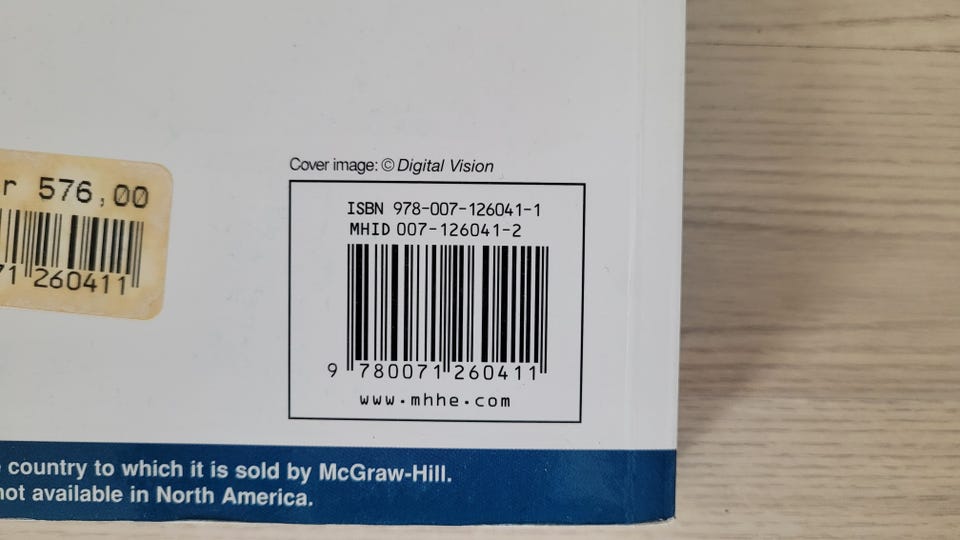 Cover image: © Digital Vision
r 576,00
71 260411
ISBN 978-007-126041-1
MHID 007-126041-2
9 780071 260411
www.mhhe.com
country to which it is sold by McGraw-Hill.
not available in North America.